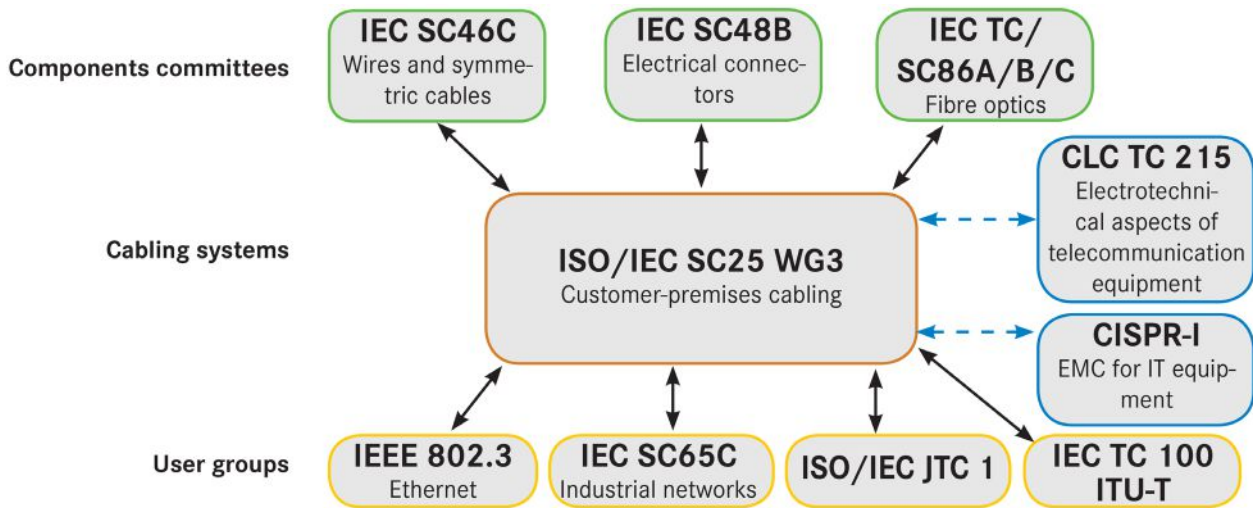 Components committees
IEC SC46C
Wires and symme-
tric cables
IEC SC48B
Electrical connec-
tors
IEC TC/
SC86A/B/C
Fibre optics
CLC TC 215
Electrotechni-
cal aspects of
telecommunication
equipment
Cabling systems
ISO/IEC SC25 WG3
Customer-premises cabling
CISPR-I
EMC for IT equip-
ment
User groups
IEEE 802.3
Ethernet
IEC SC65C
Industrial networks
ISO/IEC JTC 1
IEC TC 100
ITU-T